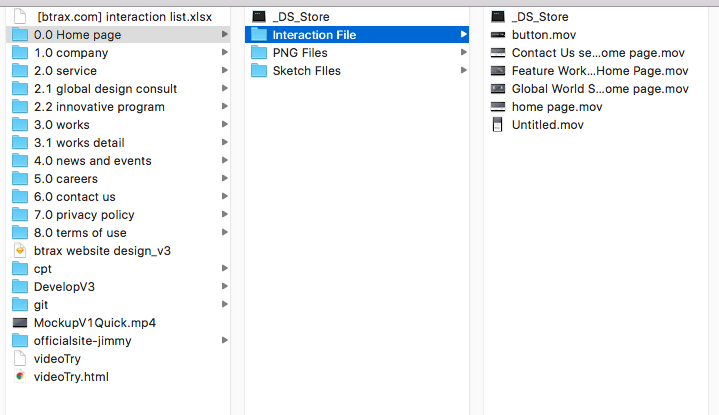 [btrax.com] interaction list.xlsx
0.0 Home page
1.0 company
2.0 service
2.1 global design consult
2.2 innovative program
3.0 works
3.1 works detail
4.0 news and events
5.0 careers
6.0 contact us
7.0 privacy policy
8.0 terms of use
btrax website design_v3
cpt
DevelopV3
git
MockupV1Quick.mp4
officialsite-jimmy
videoTry
videoTry.html
_DS_Store
Interaction File
PNG Files
Sketch FIles
_DS_Store
button.mov
Contact Us se...ome page.mov
Feature Work...Home Page.mov
Global World S...ome page.mov
home page.mov
Untitled.mov